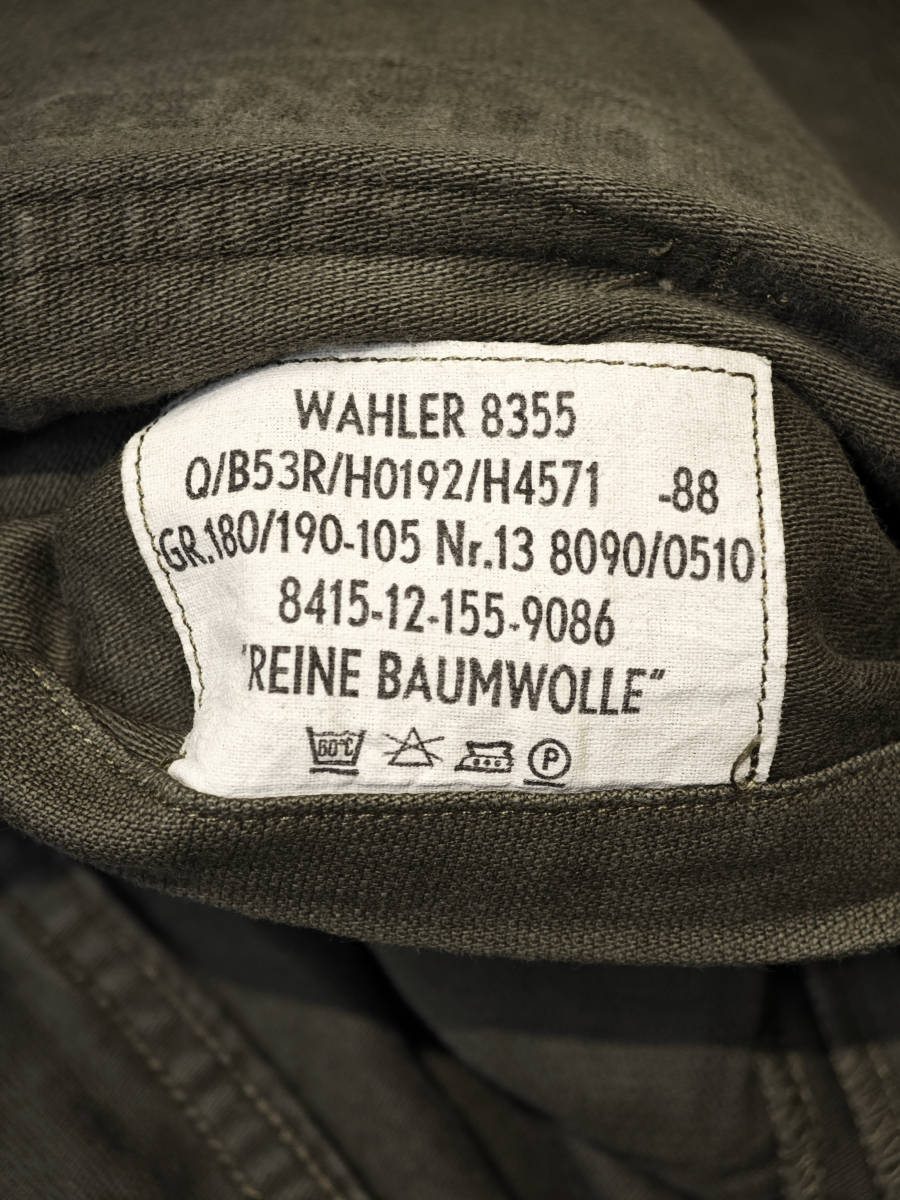 WAHLER 8355
Q/B53R/H0192/H4571 -88
GR.180/190-105 Nr.13 8090/0510
8415-12-155-9086
"REINE BAUMWOLLE"
60°C P